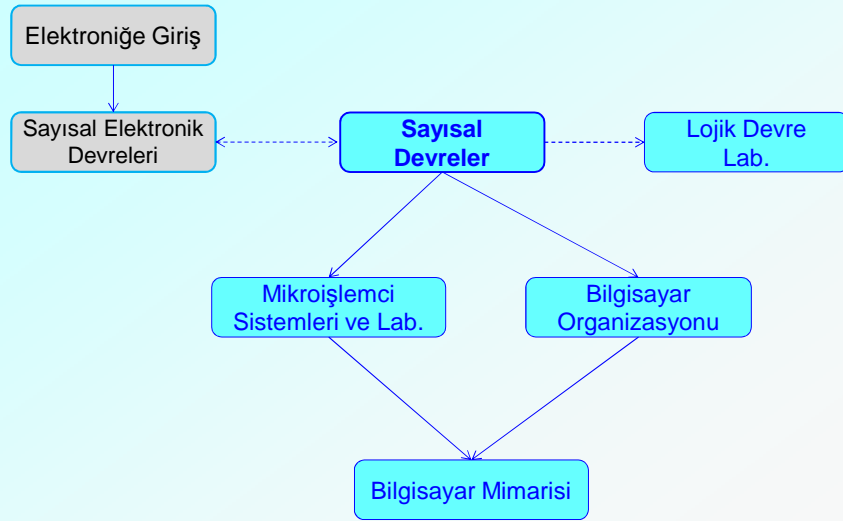 Elektroniğe Giriş
Sayısal Elektronik
Devreleri
Sayısal
Devreler
Lojik Devre
Lab.
Mikroişlemci
Sistemleri ve Lab.
Bilgisayar
Organizasyonu
Bilgisayar Mimarisi